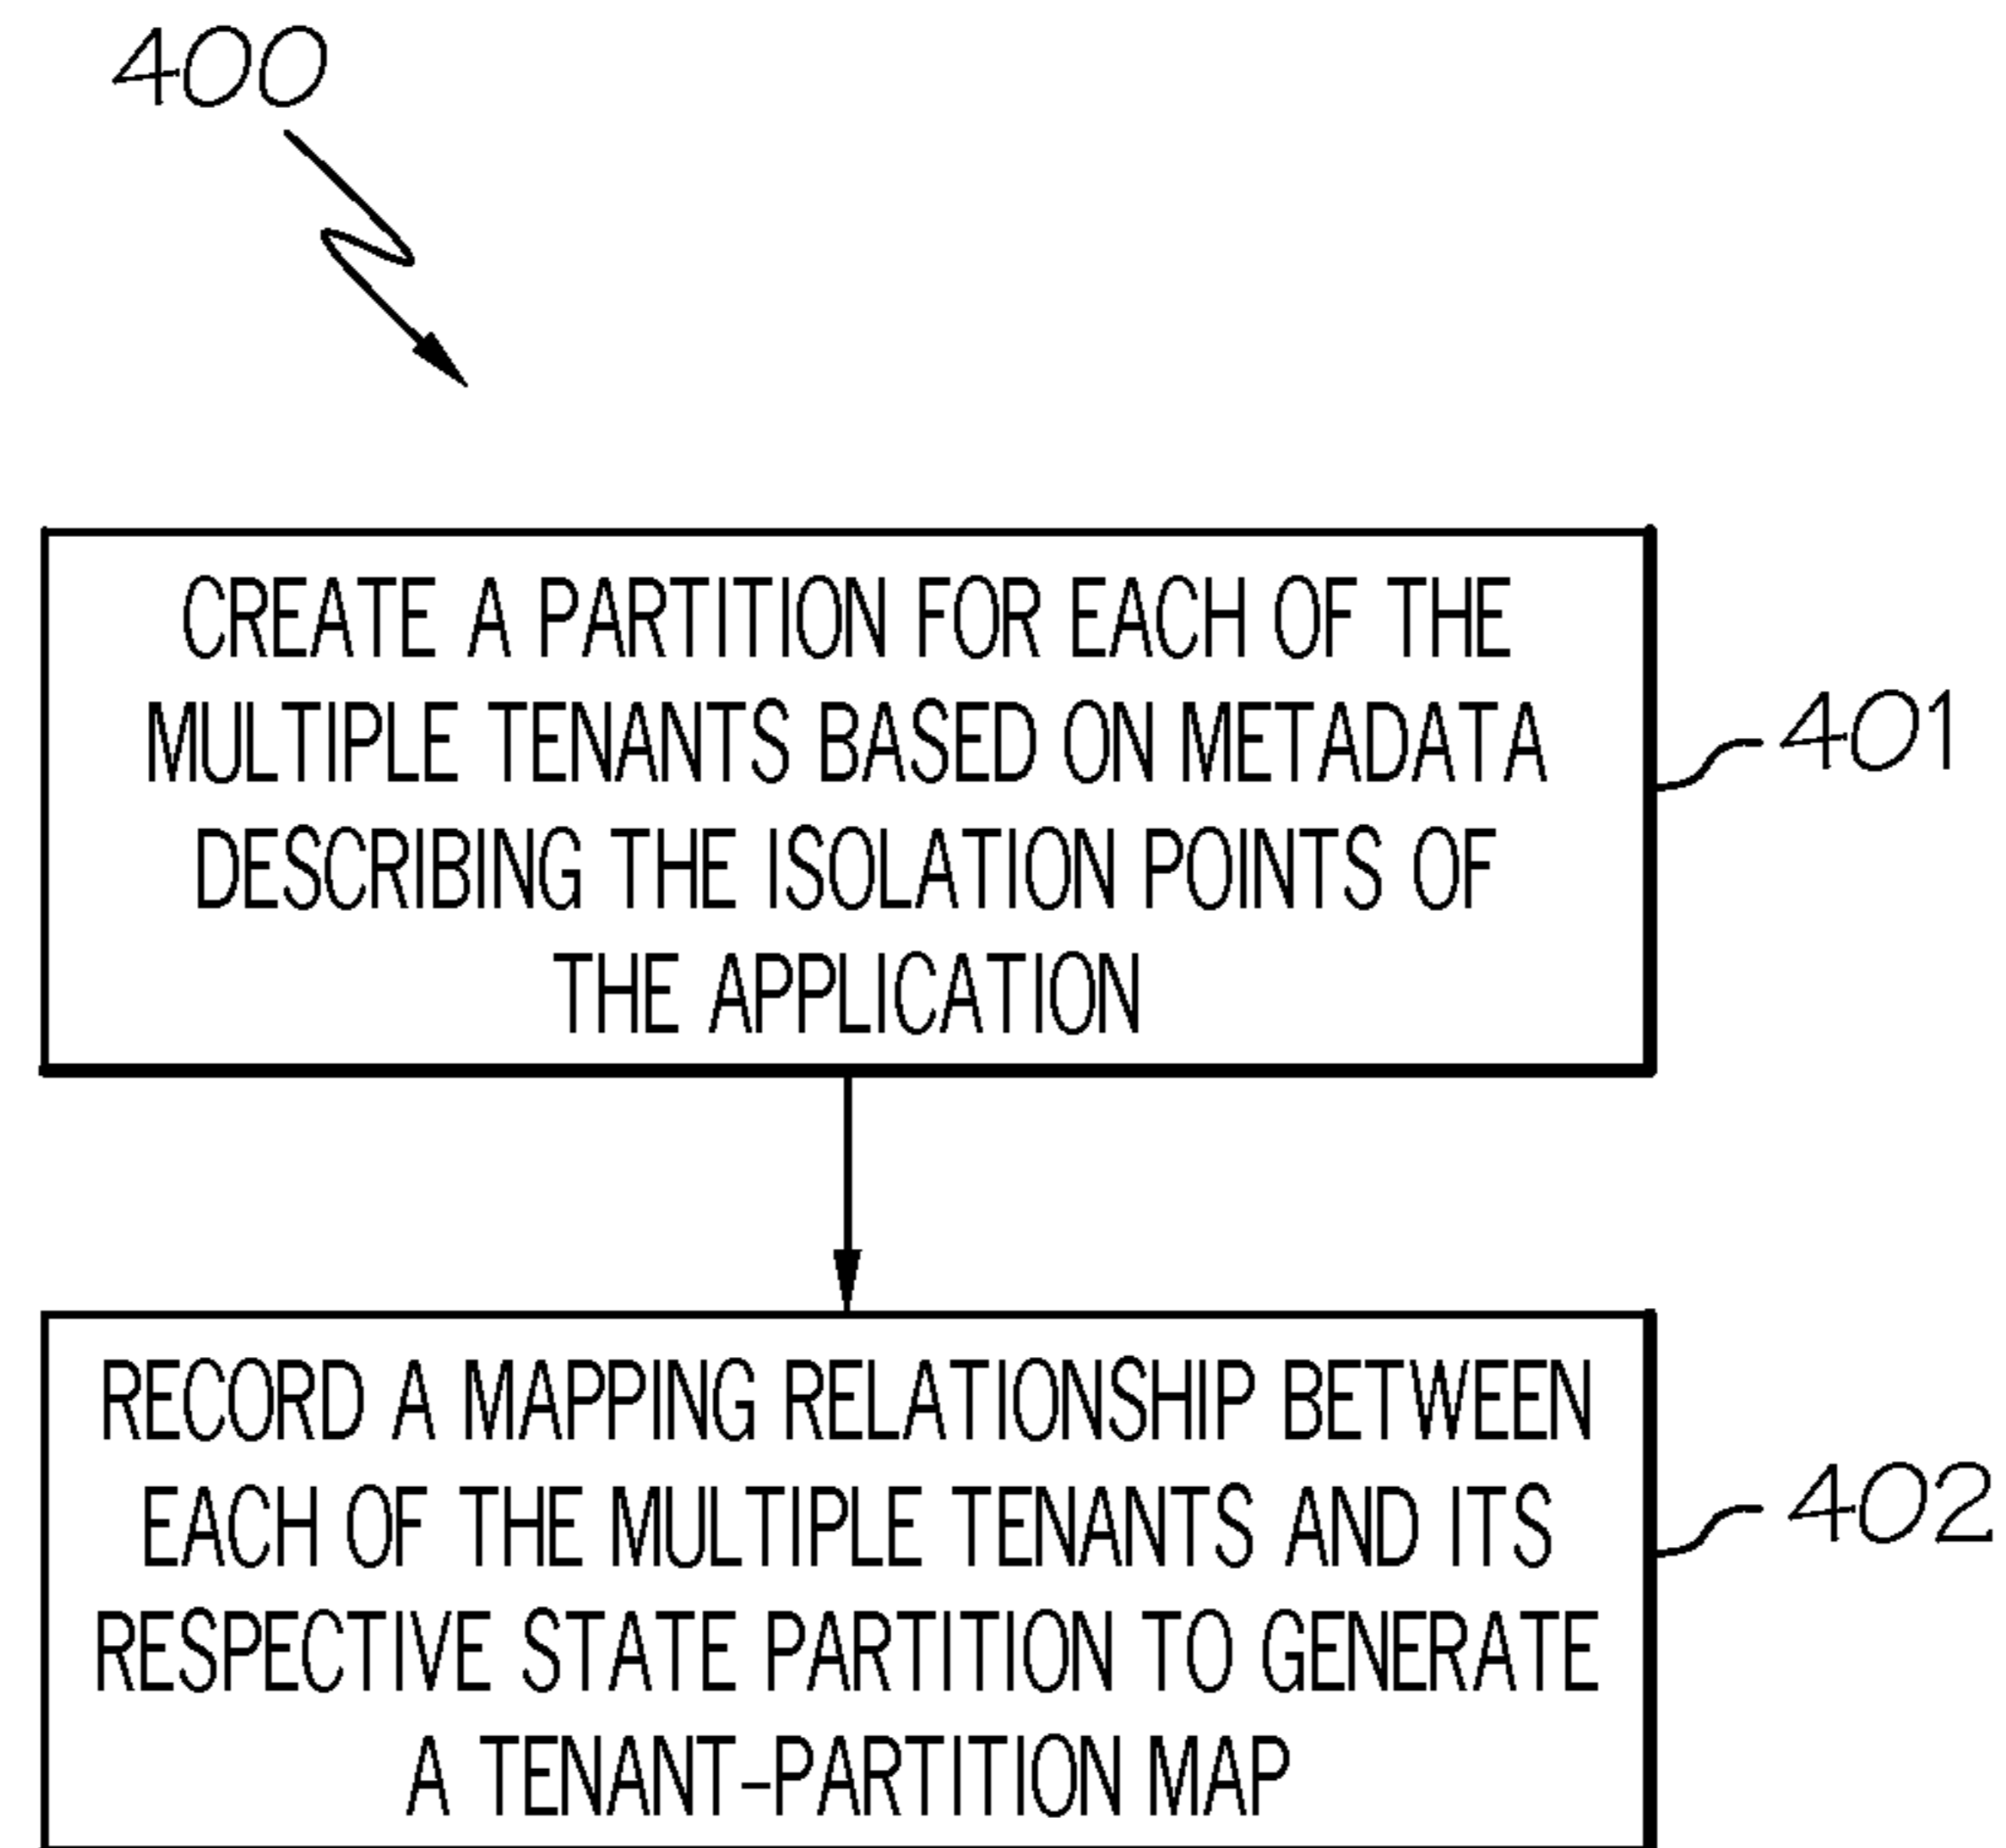 400
CREATE A PARTITION FOR EACH OF THE
MULTIPLE TENANTS BASED ON METADATA
DESCRIBING THE ISOLATION POINTS OF
THE APPLICATION
401
RECORD A MAPPING RELATIONSHIP BETWEEN
EACH OF THE MULTIPLE TENANTS AND ITS
RESPECTIVE STATE PARTITION TO GENERATE
A TENANT-PARTITION MAP
402